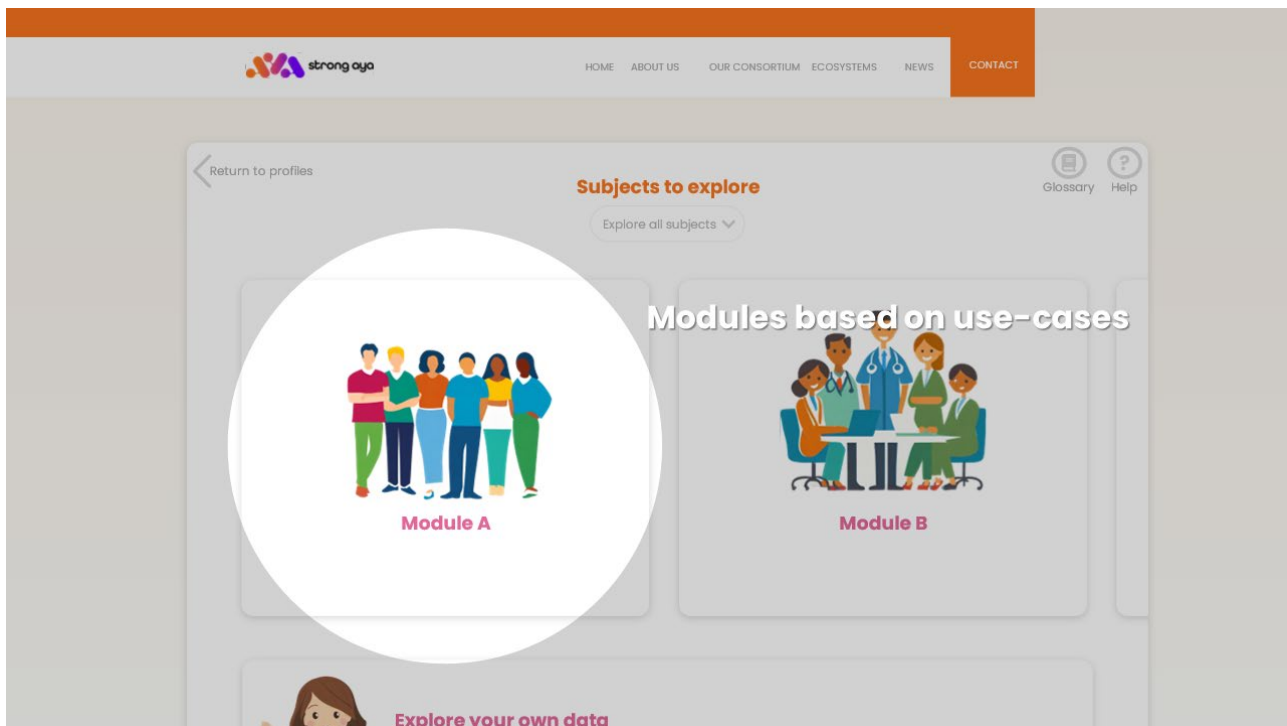 strong aya
HOME ABOUT US OUR CONSORTIUM ECOSYSTEMS NEWS CONTACT
Return to profiles
Subjects to explore
Glossary
?
Help
Explore all subjects
Modules based on use-cases
Module A
Module B
Explore your own data